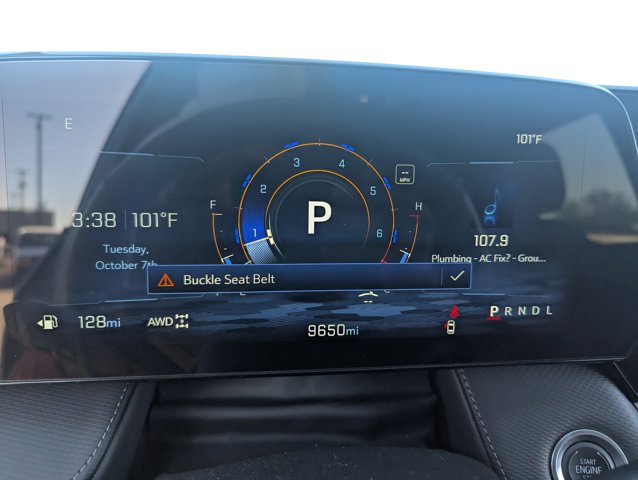 E
101°F
3
4
2
5
1
6
--
MPH
F
H
P
3:38 101°F
Tuesday,
October 7th
107.9
Plumbing - AC Fix? - Grou...
Buckle Seat Belt
--
128mi
AWD
9650mi
P R N D L
START
ENGINE